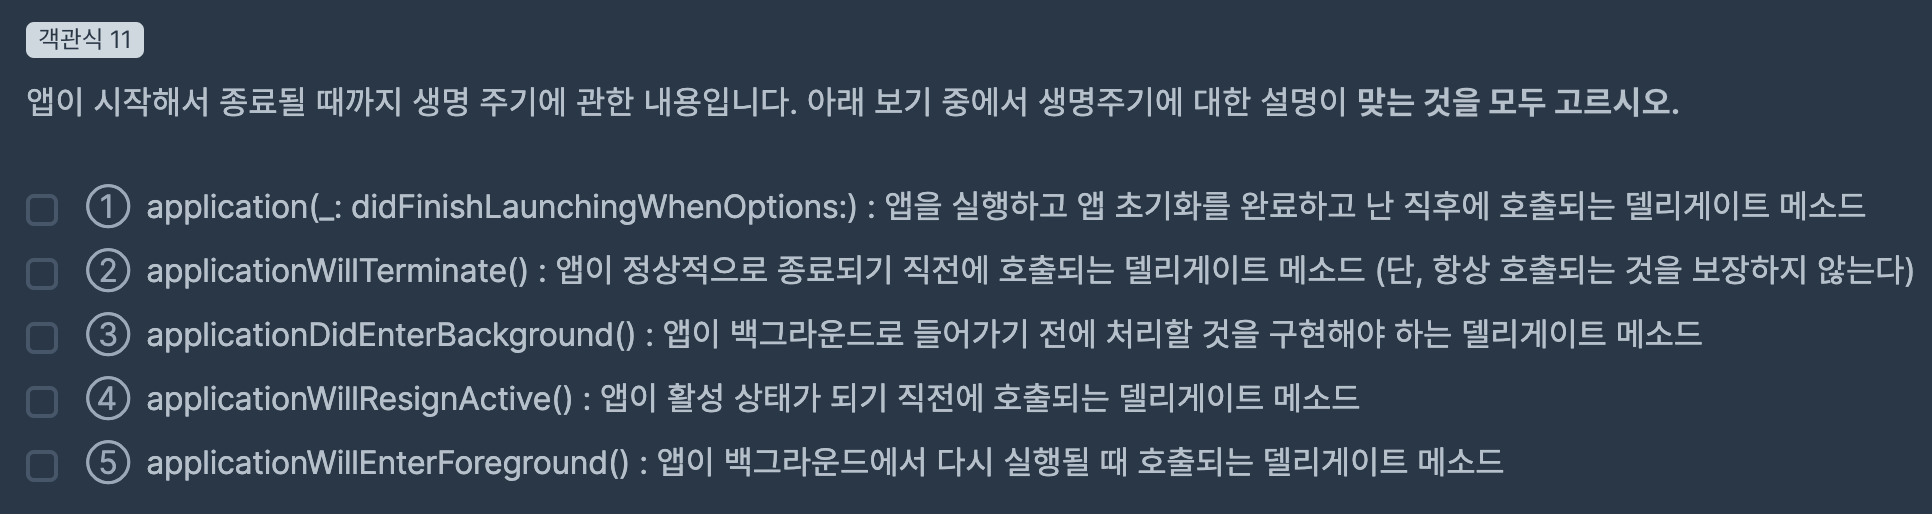 객관식 11
앱이 시작해서 종료될 때까지 생명 주기에 관한 내용입니다. 아래 보기 중에서 생명주기에 대한 설명이 맞는 것을 모두 고르시오.
① application(_: didFinishLaunchingWhenOptions:) : 앱을 실행하고 앱 초기화를 완료하고 난 직후에 호출되는 델리게이트 메소드
② applicationWillTerminate() : 앱이 정상적으로 종료되기 직전에 호출되는 델리게이트 메소드 (단, 항상 호출되는 것을 보장하지 않는다)
③ applicationDidEnterBackground() : 앱이 백그라운드로 들어가기 전에 처리할 것을 구현해야 하는 델리게이트 메소드
④ applicationWillResignActive() : 앱이 활성 상태가 되기 직전에 호출되는 델리게이트 메소드
⑤ applicationWillEnterForeground() : 앱이 백그라운드에서 다시 실행될 때 호출되는 델리게이트 메소드